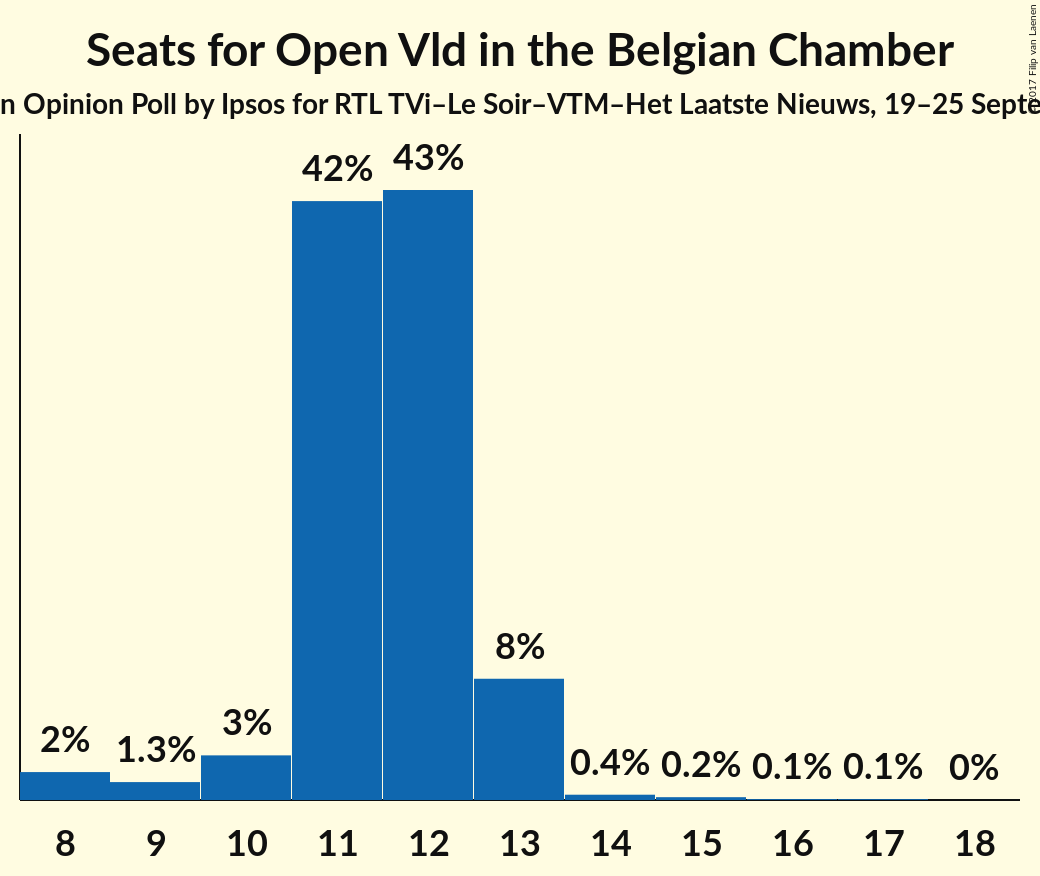 Seats for Open Vld in the Belgian Chamber
n Opinion Poll by Ipsos for RTL TVi–Le Soir–VTM–Het Laatste Nieuws, 19–25 Septe
2017 Filip van Laenen
42% 43%
8%
2% 1.3% 3%
0.4% 0.2% 0.1% 0.1% 0%
8 9 10 11 12 13 14 15 16 17 18